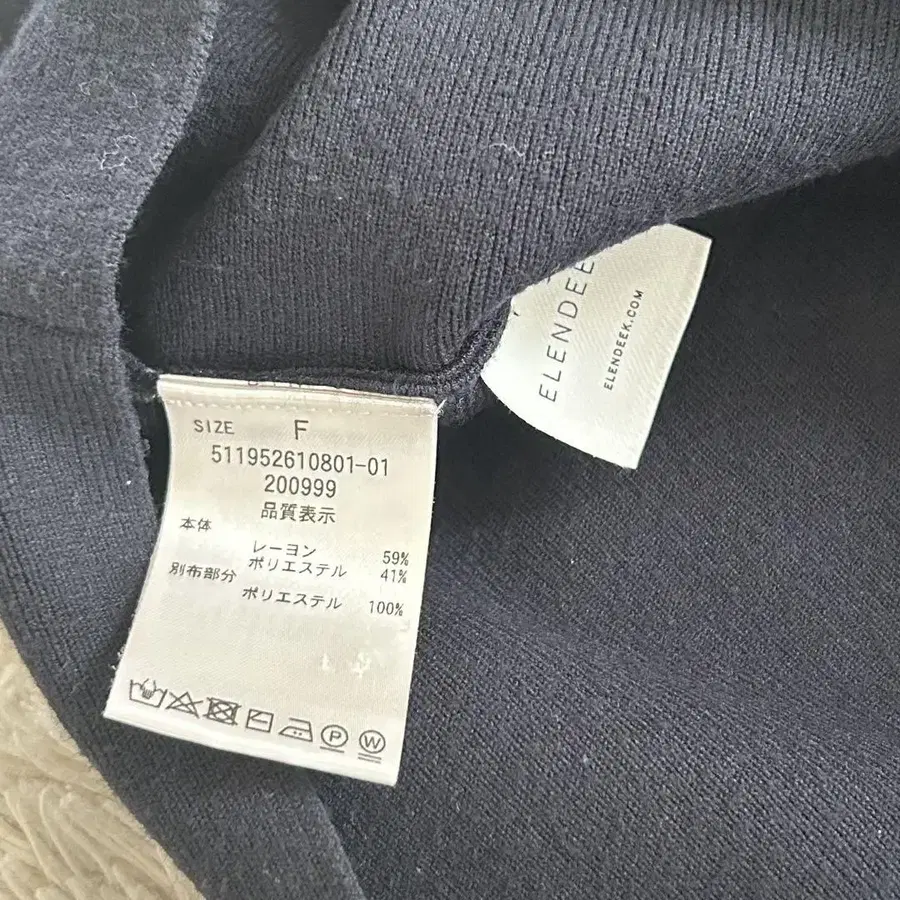 SIZE F
511952610801-01
200999
品質表示
本体
レーヨン 59%
ポリエステル 41%
別布部分
ポリエステル 100%
P
W
ELENDEEK
ELENDEEK.COM